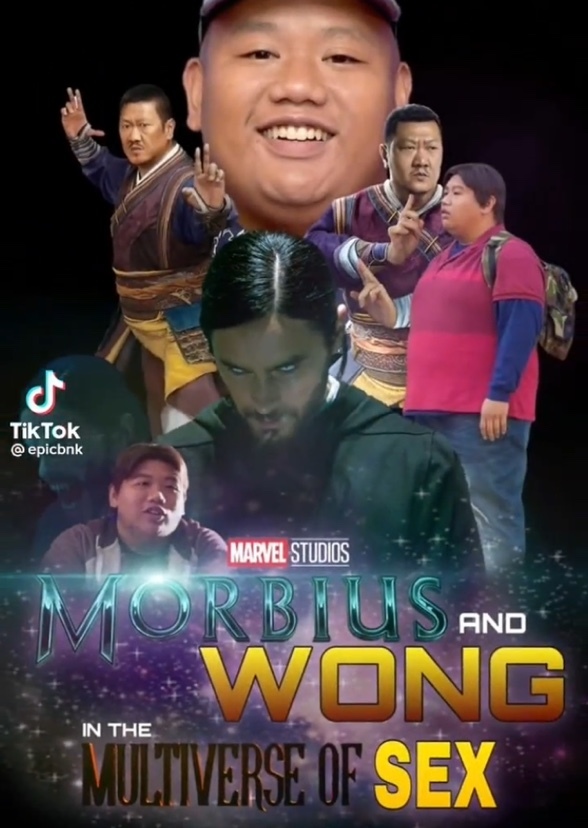 TikTok
@ epicbnk
MARVEL STUDIOS
MORBIUS AND
WONG
IN THE
MULTIVERSE OF SEX